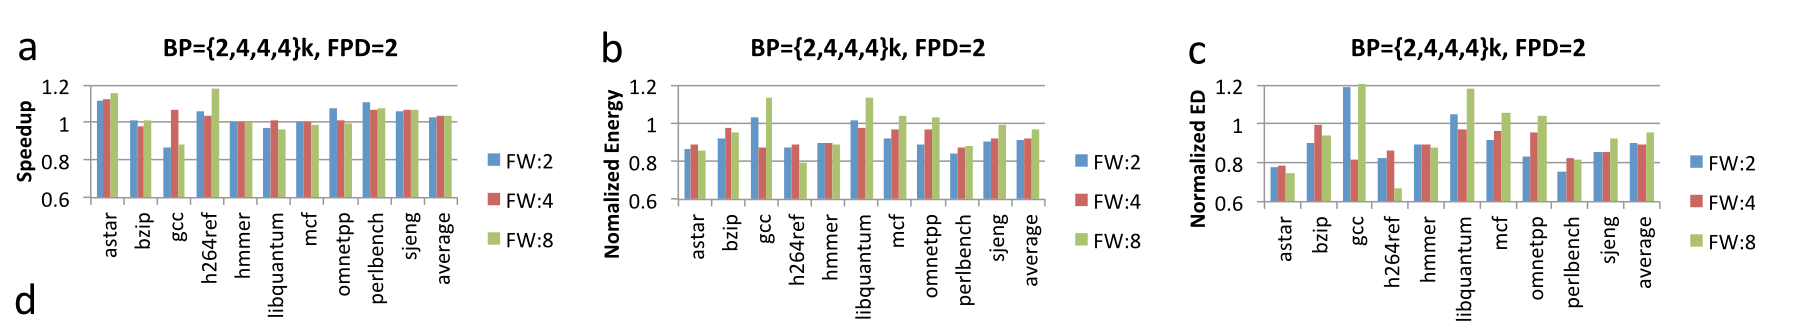 a
BP={2,4,4,4}k, FPD=2
Speedup
1.2
1
0.8
0.6
astar
bzip
gcc
h264ref
hmmer
libquantum
mcf
omnetpp
perlbench
sjeng
average
FW:2
FW:4
FW:8
b
BP={2,4,4,4}k, FPD=2
Nomalized Energy
1.2
1
0.8
0.6
astar
bzip
gcc
h264ref
hmmer
libquantum
mcf
omnetpp
perlbench
sjeng
average
FW:2
FW:4
FW:8
c
BP={2,4,4,4}k, FPD=2
Normalized ED
1.2
1
0.8
0.6
astar
bzip
gcc
h264ref
hmmer
libquantum
mcf
omnetpp
perlbench
sjeng
average
FW:2
FW:4
FW:8
d